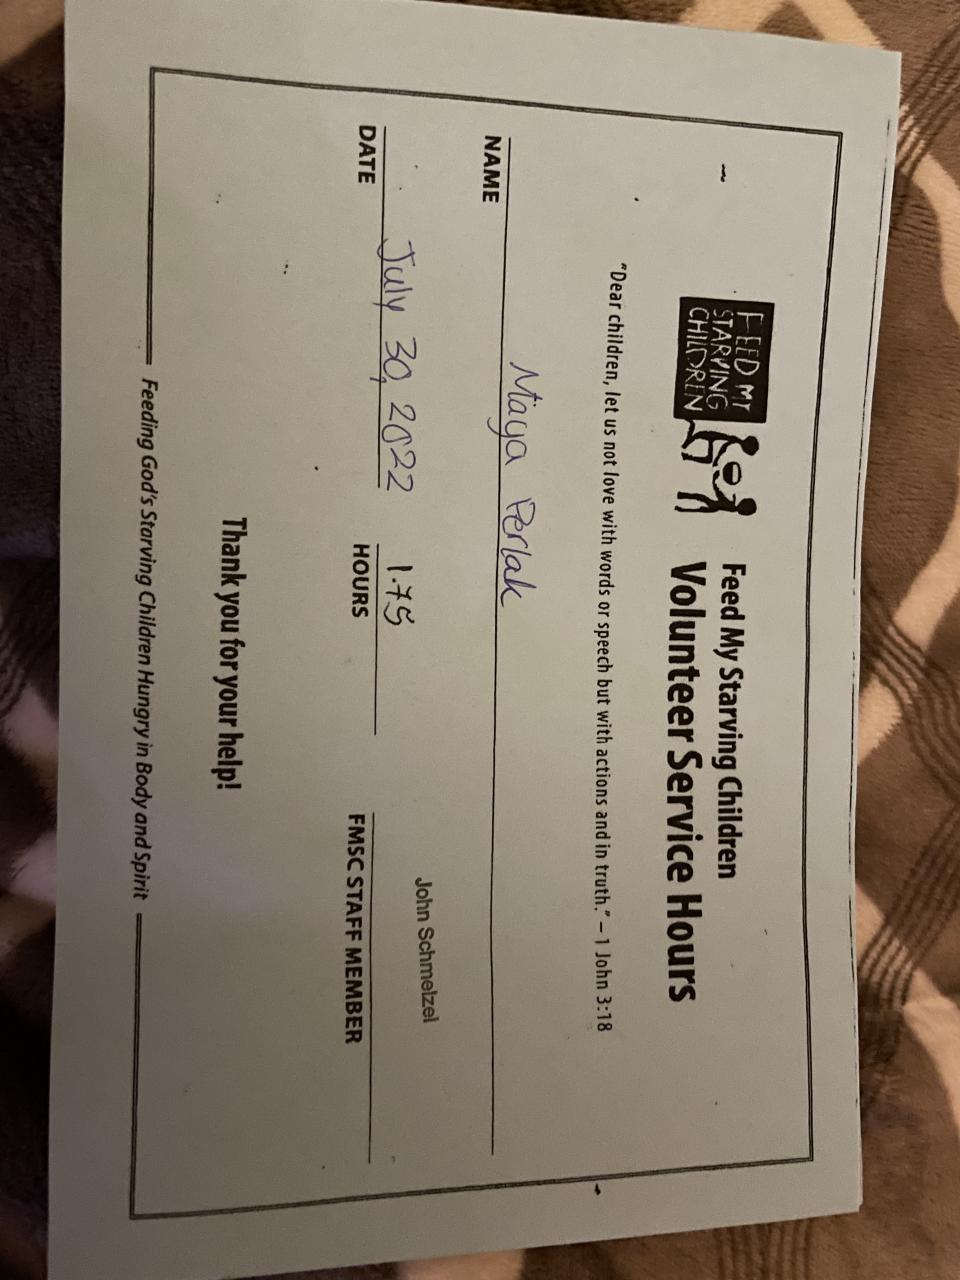 FEED MY
STARVING
CHILDREN
Feed My Starving Children
Volunteer Service Hours
"Dear children, let us not love with words or speech but with actions and in truth." – 1 John 3:18
Maya Perlak
NAME
July 30, 2022 1.75 John Schmelzel
DATE HOURS FMSC STAFF MEMBER
Thank you for your help!
Feeding God's Starving Children Hungry in Body and Spirit